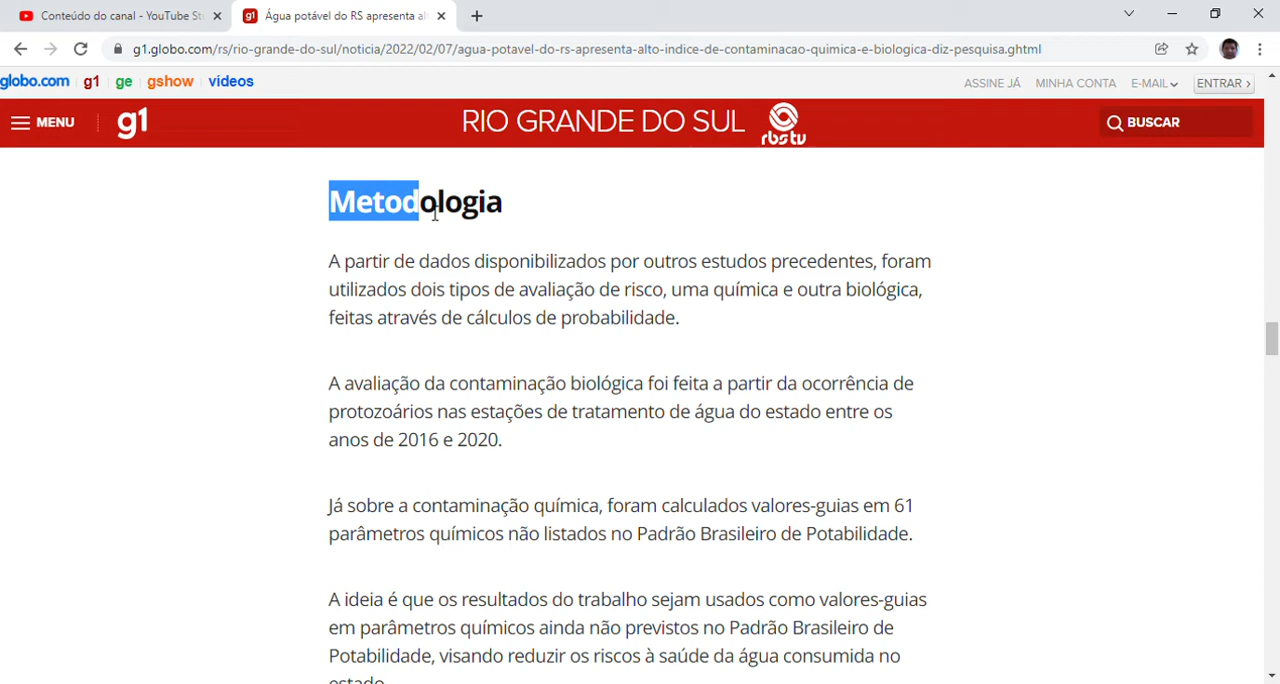 Conteúdo do canal - YouTube St
Água potável do RS apresenta al
g1.globo.com/rs/rio-grande-do-sul/noticia/2022/02/07/agua-potavel-do-rs-apresenta-alto-indice-de-contaminacao-quimica-e-biologica-diz-pesquisa.ghtml
globo.com g1 ge gshow videos ASSINE JÁ MINHA CONTA E-MAIL ENTRAR ›
MENU g1 RIO GRANDE DO SUL rbs tv BUSCAR
Metodologia
A partir de dados disponibilizados por outros estudos precedentes, foram
utilizados dois tipos de avaliação de risco, uma química e outra biológica,
feitas através de cálculos de probabilidade.
A avaliação da contaminação biológica foi feita a partir da ocorrência de
protozoários nas estações de tratamento de água do estado entre os
anos de 2016 e 2020.
Já sobre a contaminação química, foram calculados valores-guias em 61
parâmetros químicos não listados no Padrão Brasileiro de Potabilidade.
A ideia é que os resultados do trabalho sejam usados como valores-guias
em parâmetros químicos ainda não previstos no Padrão Brasileiro de
Potabilidade, visando reduzir os riscos à saúde da água consumida no
estado.